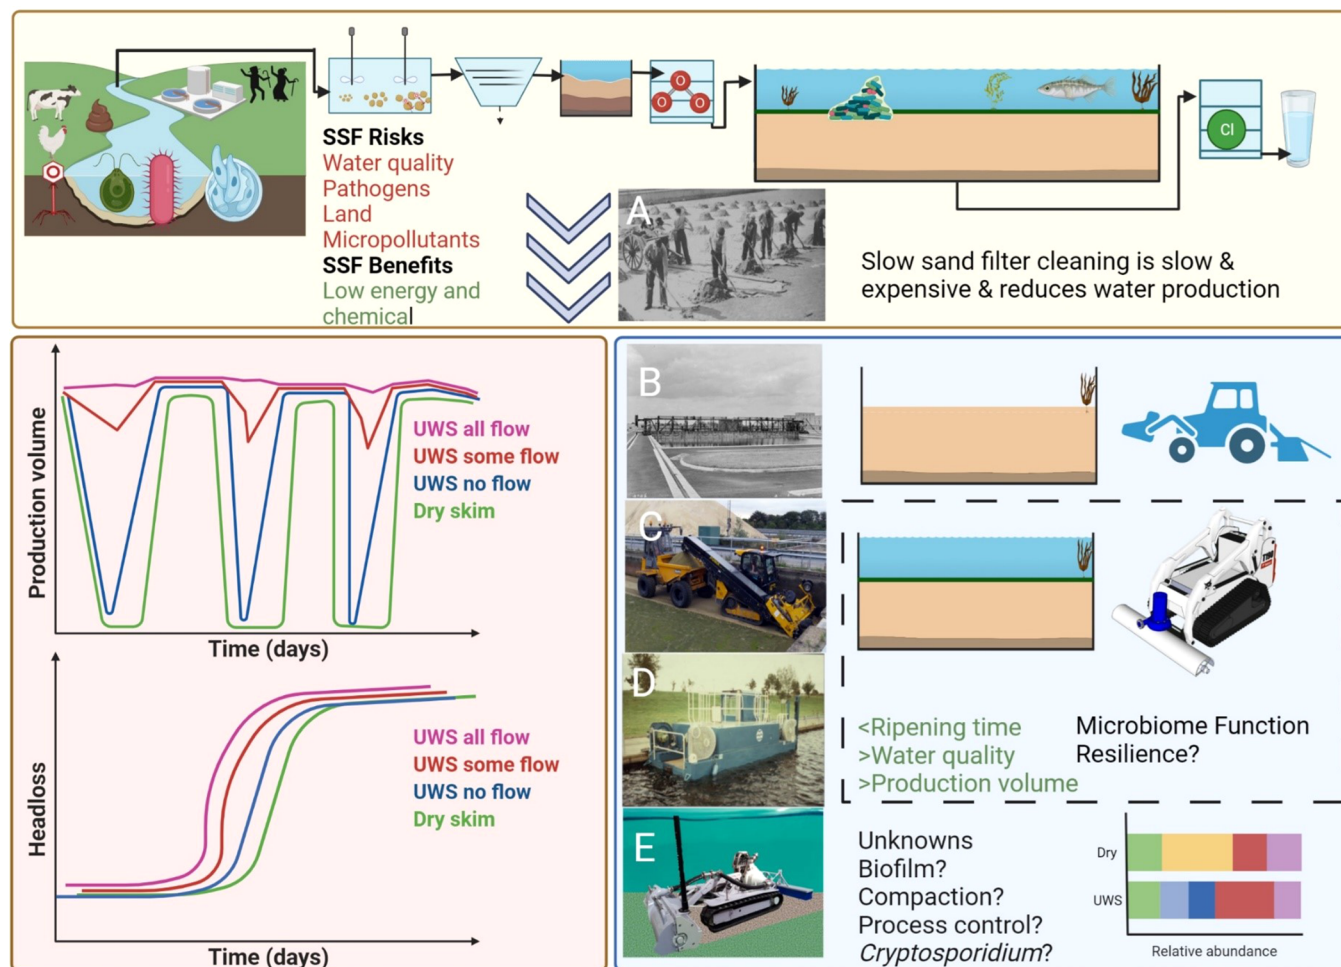 O
O
O
SSF Risks
Water quality
Pathogens
Land
Micropollutants
SSF Benefits
Low energy and
chemical
A
Cl
Slow sand filter cleaning is slow &
expensive & reduces water production
Production volume
UWS all flow
UWS some flow
UWS no flow
Dry skim
Time (days)
Headloss
UWS all flow
UWS some flow
UWS no flow
Dry skim
Time (days)
B
C
D
<Ripening time
>Water quality
>Production volume
Microbiome Function
Resilience?
E
Unknowns
Biofilm?
Compaction?
Process control?
Cryptosporidium?
Dry
UWS
Relative abundance